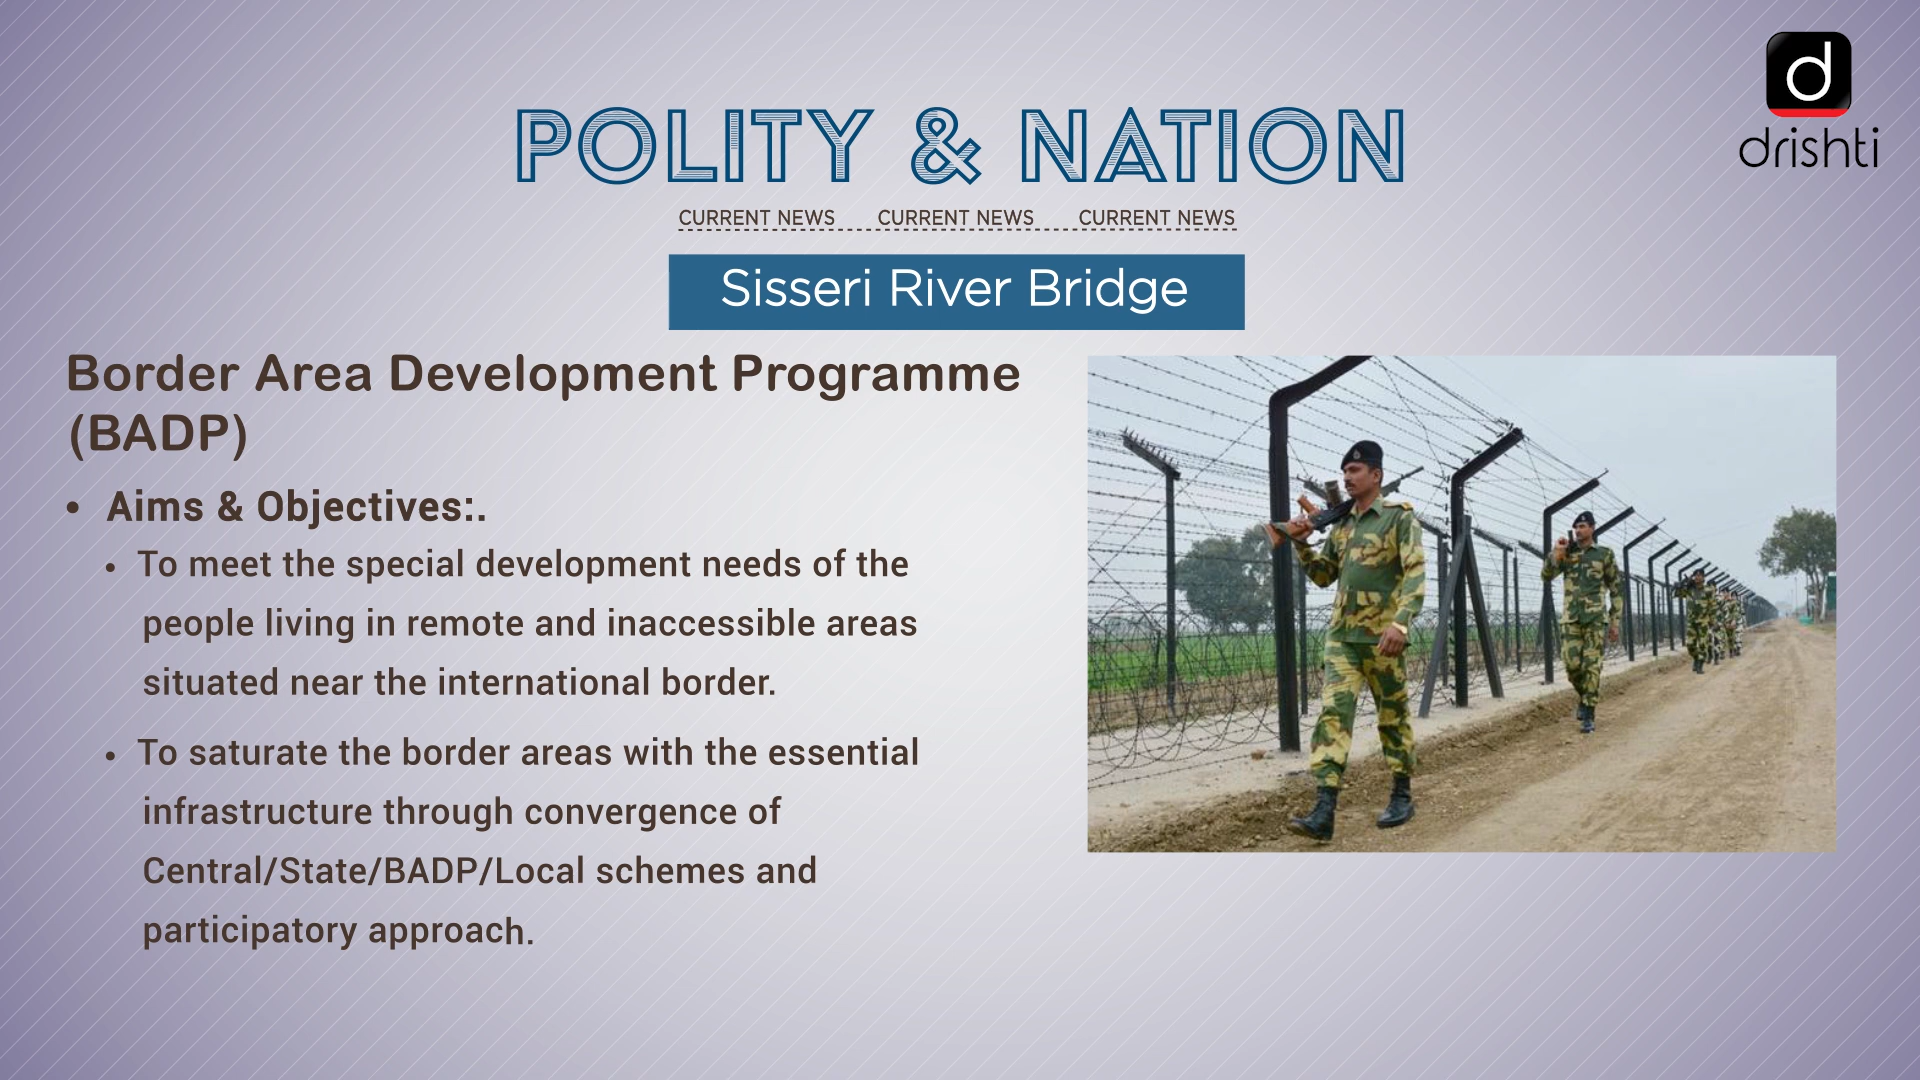 d
drishti
POLITY & NATION
CURRENT NEWS CURRENT NEWS CURRENT NEWS
Sisseri River Bridge
Border Area Development Programme
(BADP)
• Aims & Objectives:.
• To meet the special development needs of the
people living in remote and inaccessible areas
situated near the international border.
• To saturate the border areas with the essential
infrastructure through convergence of
Central/State/BADP/Local schemes and
participatory approach.